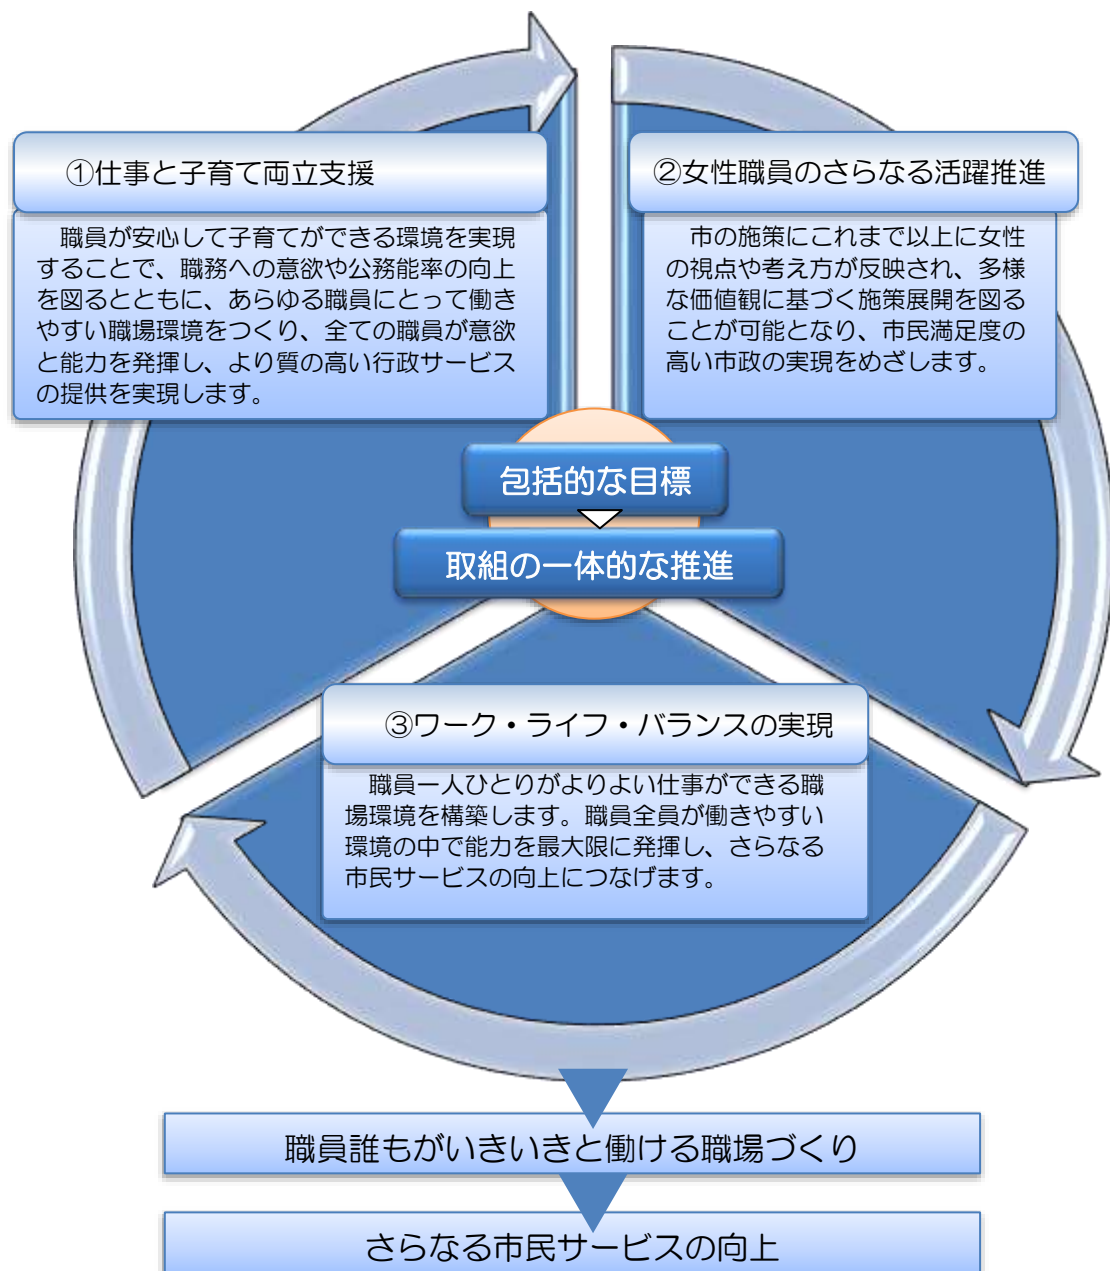 ①仕事と子育て両立支援
職員が安心して子育てができる環境を実現
することで、職務への意欲や公務能率の向上
を図るとともに、あらゆる職員にとって働き
やすい職場環境をつくり、全ての職員が意欲
と能力を発揮し、より質の高い行政サービス
の提供を実現します。
②女性職員のさらなる活躍推進
市の施策にこれまで以上に女性
の視点や考え方が反映され、多様
な価値観に基づく施策展開を図る
ことが可能となり、市民満足度の
高い市政の実現をめざします。
包括的な目標
取組の一体的な推進
③ワーク・ライフ・バランスの実現
職員一人ひとりがよりよい仕事ができる職
場環境を構築します。職員全員が働きやすい
環境の中で能力を最大限に発揮し、さらなる
市民サービスの向上につなげます。
職員誰もがいきいきと働ける職場づくり
さらなる市民サービスの向上